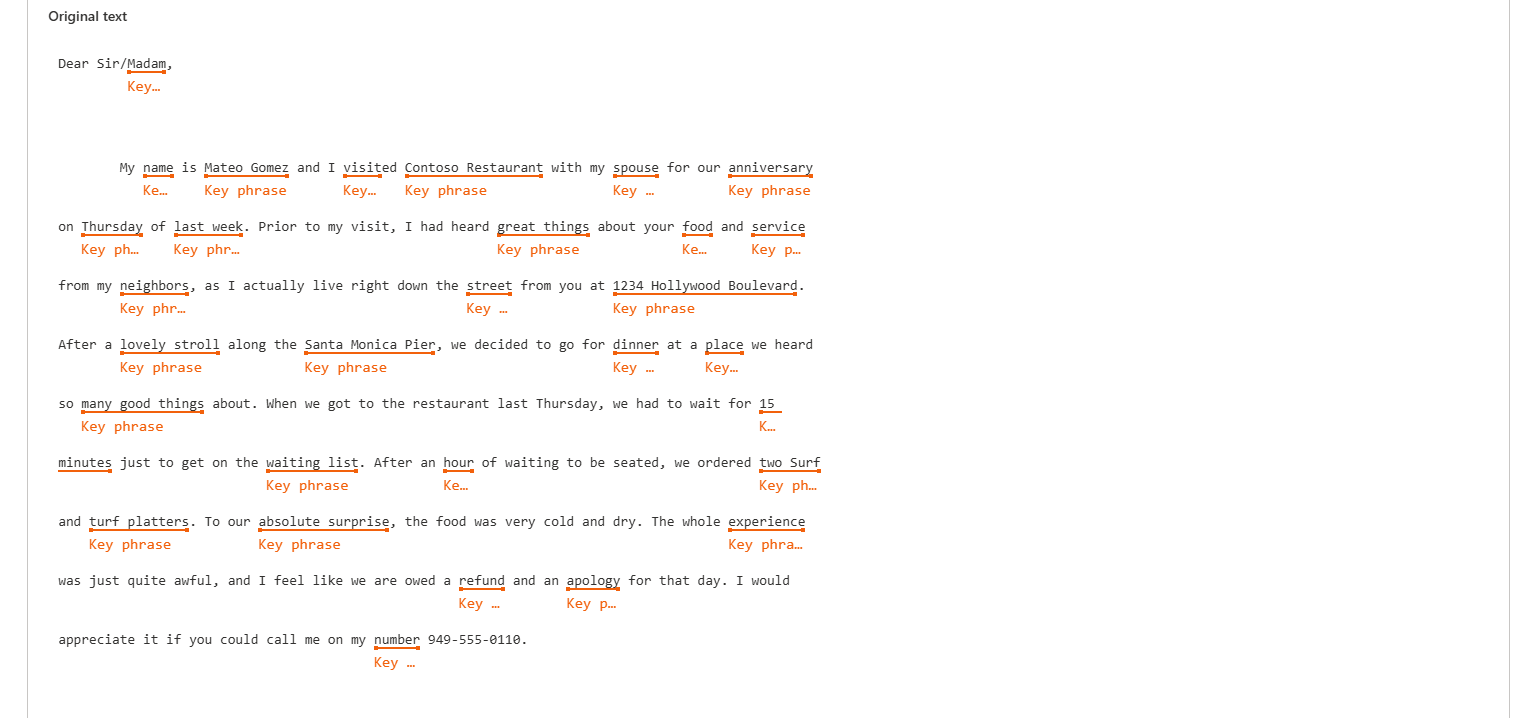 Original text
Dear Sir/Madam,
Key…
My name is Mateo Gomez and I visited Contoso Restaurant with my spouse for our anniversary
Ke… Key phrase Key… Key phrase Key … Key phrase
on Thursday of last week. Prior to my visit, I had heard great things about your food and service
Key ph… Key phr… Key phrase Ke… Key p…
from my neighbors, as I actually live right down the street from you at 1234 Hollywood Boulevard.
Key phr… Key … Key phrase
After a lovely stroll along the Santa Monica Pier, we decided to go for dinner at a place we heard
Key phrase Key phrase Key … Key…
so many good things about. When we got to the restaurant last Thursday, we had to wait for 15
Key phrase K…
minutes just to get on the waiting list. After an hour of waiting to be seated, we ordered two Surf
Key phrase Ke… Key ph…
and turf platters. To our absolute surprise, the food was very cold and dry. The whole experience
Key phrase Key phrase Key phra…
was just quite awful, and I feel like we are owed a refund and an apology for that day. I would
Key … Key p…
appreciate it if you could call me on my number 949-555-0110.
Key …